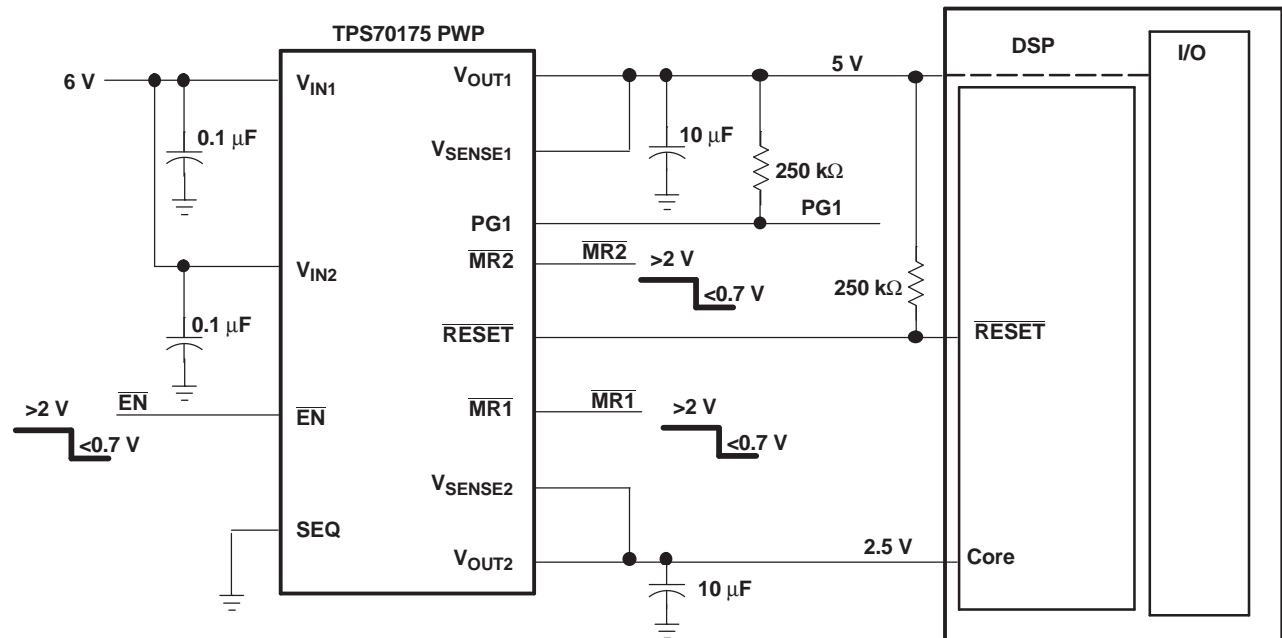 TPS70175 PWP
DSP
I/O
6 V
V_IN1
V_OUT1
5 V
0.1 μF
V_SENSE1
10 μF
250 kΩ
PG1
PG1
MR2
MR2
>2 V
<0.7 V
V_IN2
250 kΩ
0.1 μF
RESET
RESET
EN
>2 V
<0.7 V
EN
MR1
MR1
>2 V
<0.7 V
V_SENSE2
SEQ
V_OUT2
2.5 V
Core
10 μF